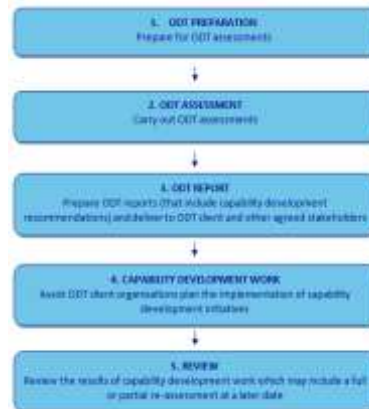 1. ODT PREPARATION
Prepare for ODT assessments
2. ODT ASSESSMENT
Carry out ODT assessments
3. ODT REPORT
Prepare ODT reports (that include capability development
recommendations) and deliver to ODT client and other agreed stakeholders
4. CAPABILITY DEVELOPMENT WORK
Assist ODT client organisations plan the implementation of capability
development initiatives
5. REVIEW
Review the results of capability development work which may include a full
or partial re-assessment at a later date